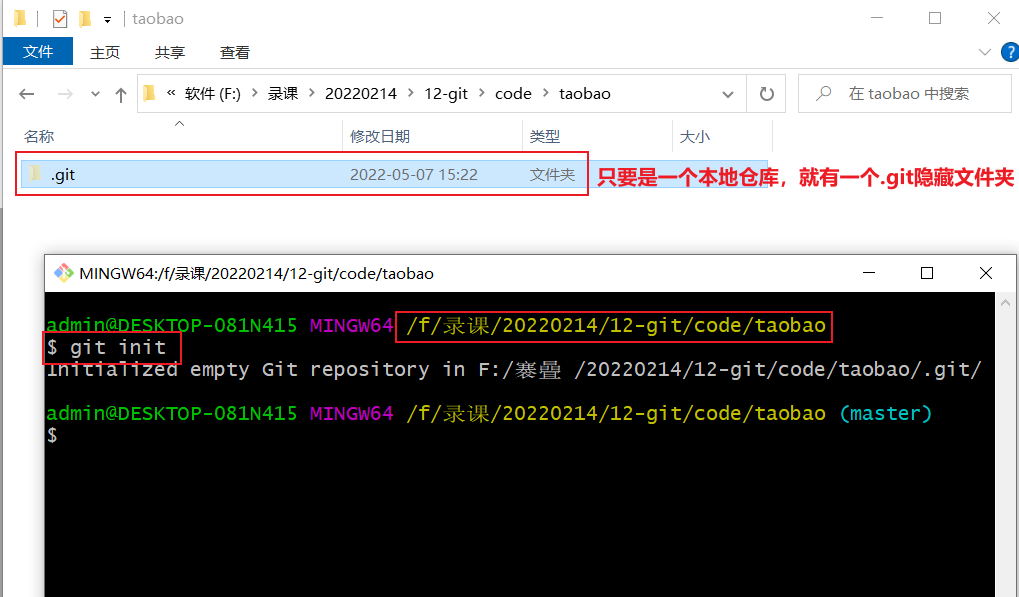 taobao
文件 主页 共享 查看 ?
« 软件 (F:) > 录课 > 20220214 > 12-git > code > taobao 在 taobao 中搜索
名称 修改日期 类型 大小
.git 2022-05-07 15:22 文件夹 只要是一个本地仓库，就有一个.git隐藏文件夹
MINGW64:/f/录课/20220214/12-git/code/taobao
admin@DESKTOP-081N415 MINGW64 /f/录课/20220214/12-git/code/taobao
$ git init
Initialized empty Git repository in F:/褰曡 /20220214/12-git/code/taobao/.git/
admin@DESKTOP-081N415 MINGW64 /f/录课/20220214/12-git/code/taobao (master)
$